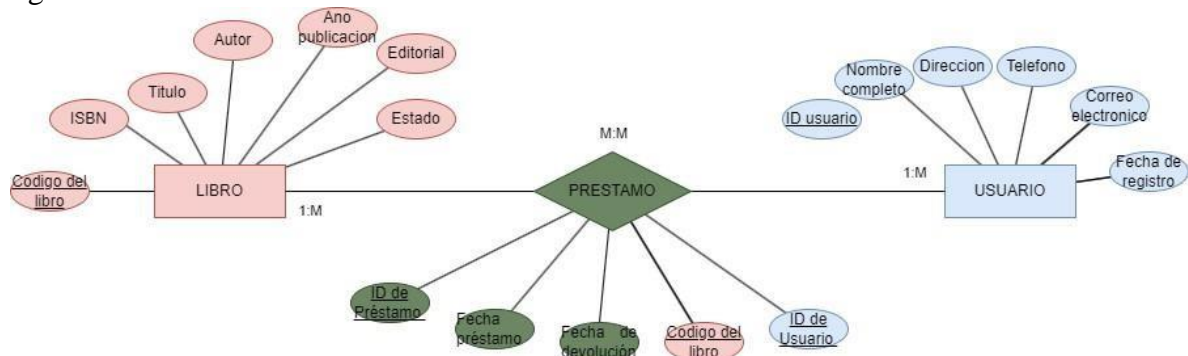 Ano
publicacion
Autor
Editorial
Titulo
ISBN
Estado
Código del
libro
LIBRO
1:M
M:M
PRESTAMO
1:M
USUARIO
ID usuario
Nombre
completo
Direccion
Telefono
Correo
electronico
Fecha de
registro
ID de
Préstamo
Fecha
préstamo
Fecha de
devolución
Código del
libro
ID de
Usuario